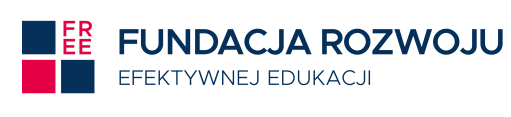 FR
EE
FUNDACJA ROZWOJU
EFEKTYWNEJ EDUKACJI